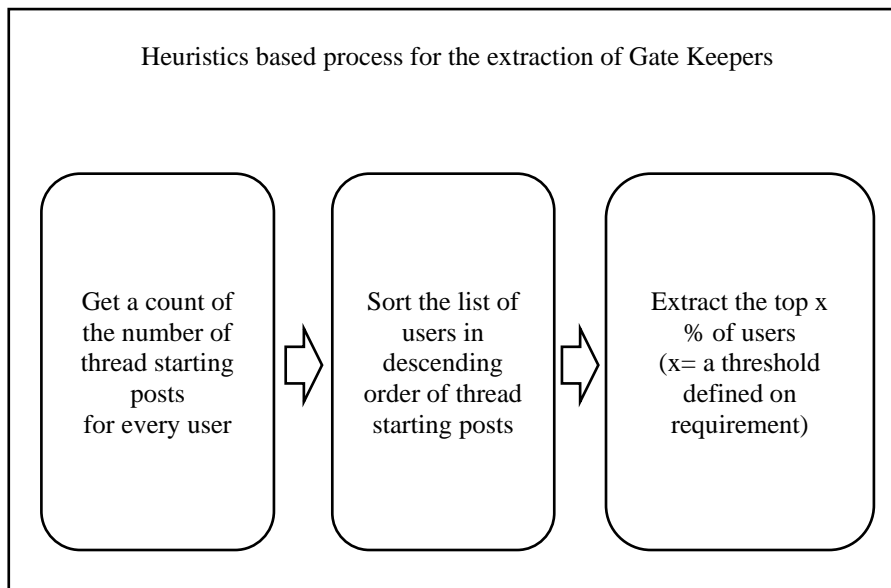 Heuristics based process for the extraction of Gate Keepers
Get a count of
the number of
thread starting
posts
for every user
Sort the list of
users in
descending
order of thread
starting posts
Extract the top x
% of users
(x= a threshold
defined on
requirement)